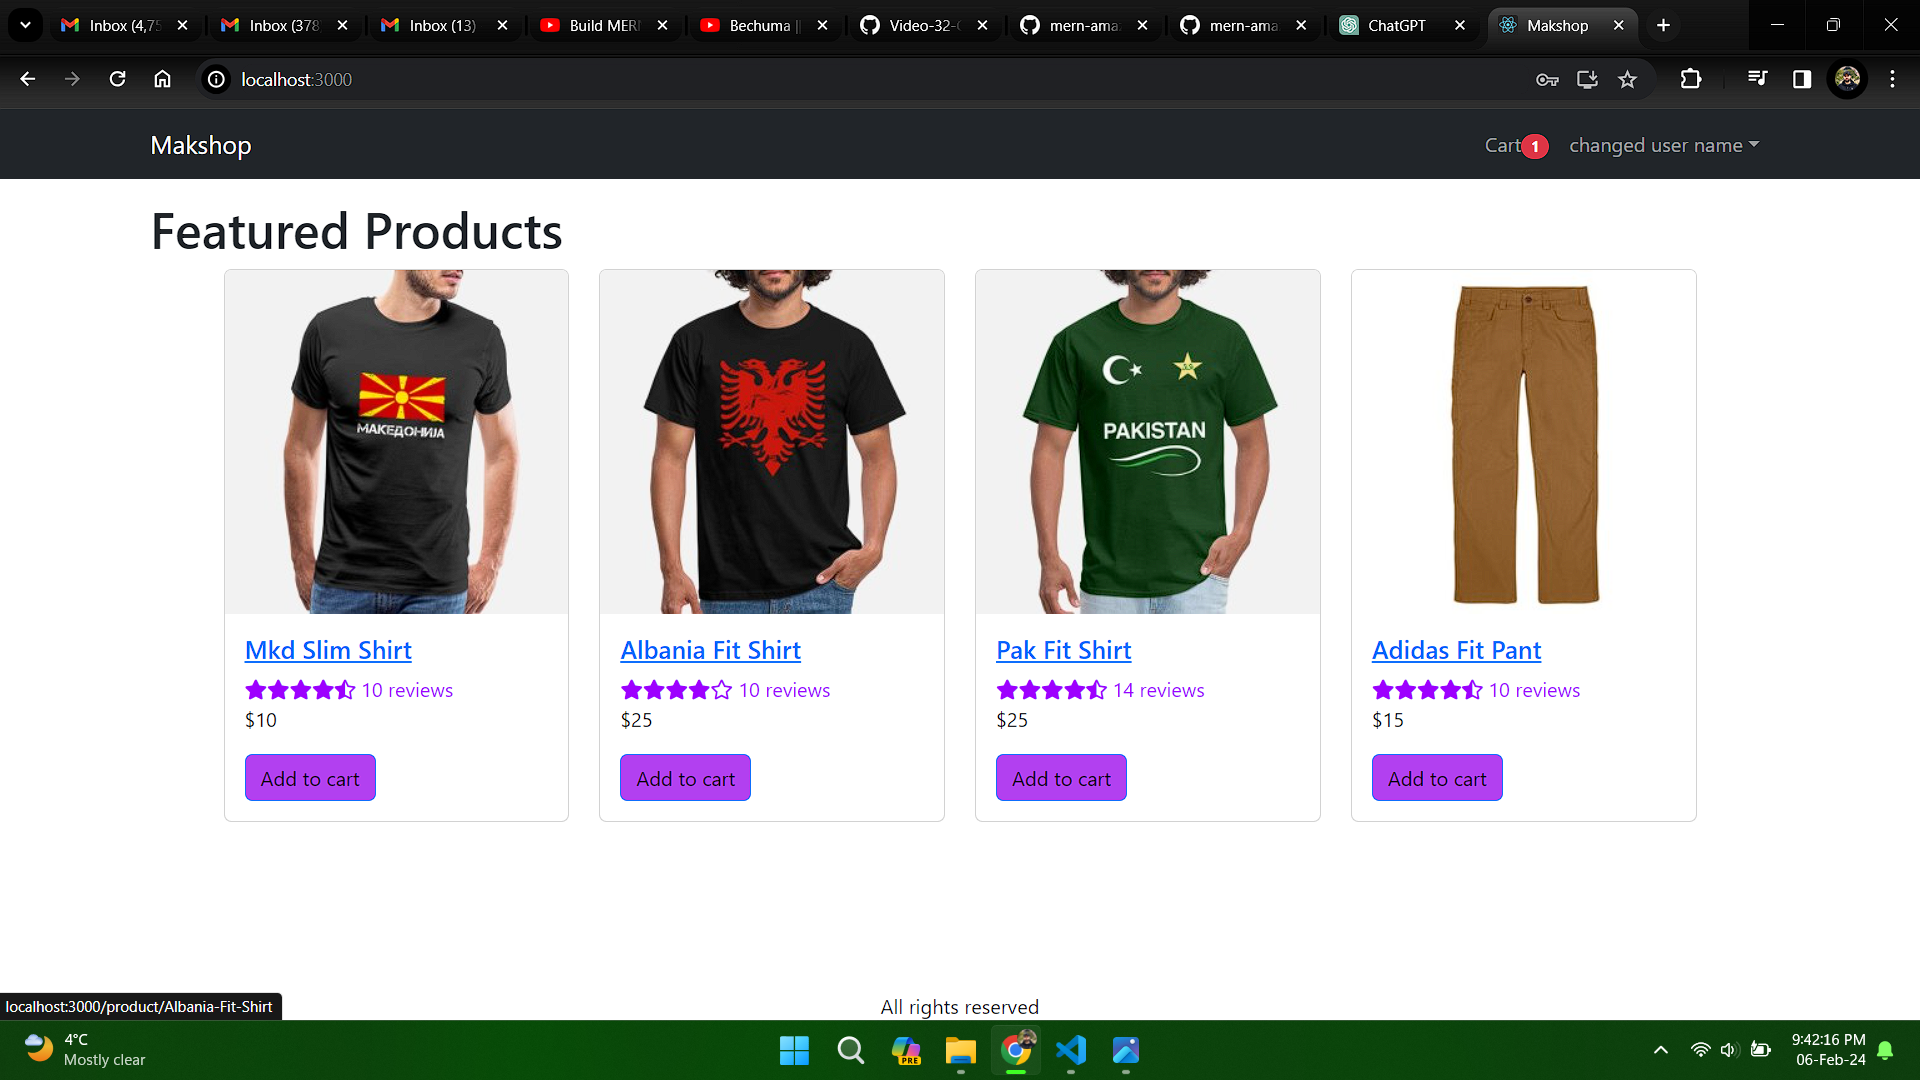 Inbox (4,75
Inbox (378
Inbox (13)
Build MERN
Bechuma ||
Video-32-
mern-ama
mern-ama
ChatGPT
Makshop
localhost:3000
Makshop
Cart 1
changed user name
Featured Products
МАКЕДОНИЈА
PAKISTAN
Mkd Slim Shirt
10 reviews
$10
Add to cart
Albania Fit Shirt
10 reviews
$25
Add to cart
Pak Fit Shirt
14 reviews
$25
Add to cart
Adidas Fit Pant
10 reviews
$15
Add to cart
All rights reserved
localhost:3000/product/Albania-Fit-Shirt
4°C
Mostly clear
PRE
9:42:16 PM
06-Feb-24